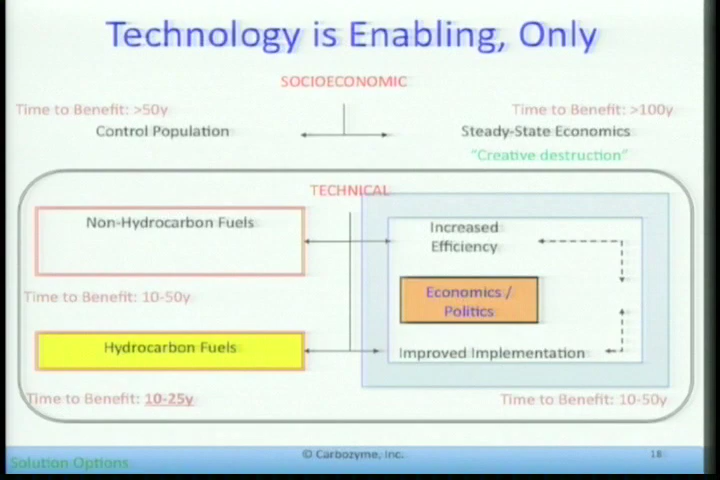 Technology is Enabling, Only
SOCIOECONOMIC
Time to Benefit: >50y
Time to Benefit: >100y
Control Population
Steady-State Economics
"Creative destruction"
TECHNICAL
Non-Hydrocarbon Fuels
Increased
Efficiency
Time to Benefit: 10-50y
Economics /
Politics
Hydrocarbon Fuels
Improved Implementation
Time to Benefit: 10-25y
Time to Benefit: 10-50y
© Carbozyme, Inc.
18
Solution Options